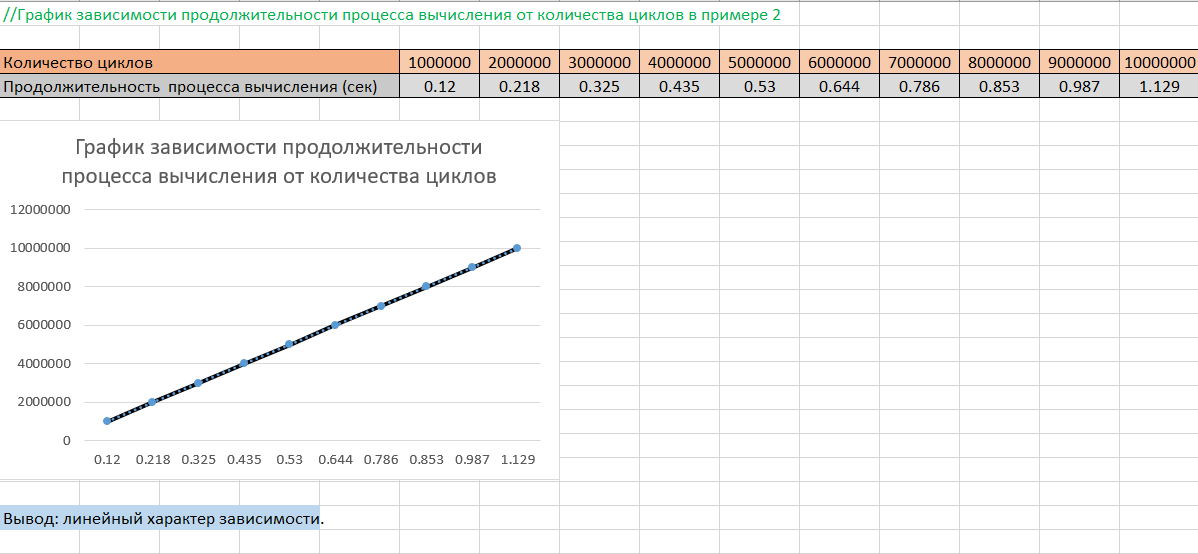 //График зависимости продолжительности процесса вычисления от количества циклов в примере 2
Количество циклов 1000000 2000000 3000000 4000000 5000000 6000000 7000000 8000000 9000000 10000000
Продолжительность процесса вычисления (сек) 0.12 0.218 0.325 0.435 0.53 0.644 0.786 0.853 0.987 1.129
График зависимости продолжительности
процесса вычисления от количества циклов
12000000
10000000
8000000
6000000
4000000
2000000
0
0.12 0.218 0.325 0.435 0.53 0.644 0.786 0.853 0.987 1.129
Вывод: линейный характер зависимости.